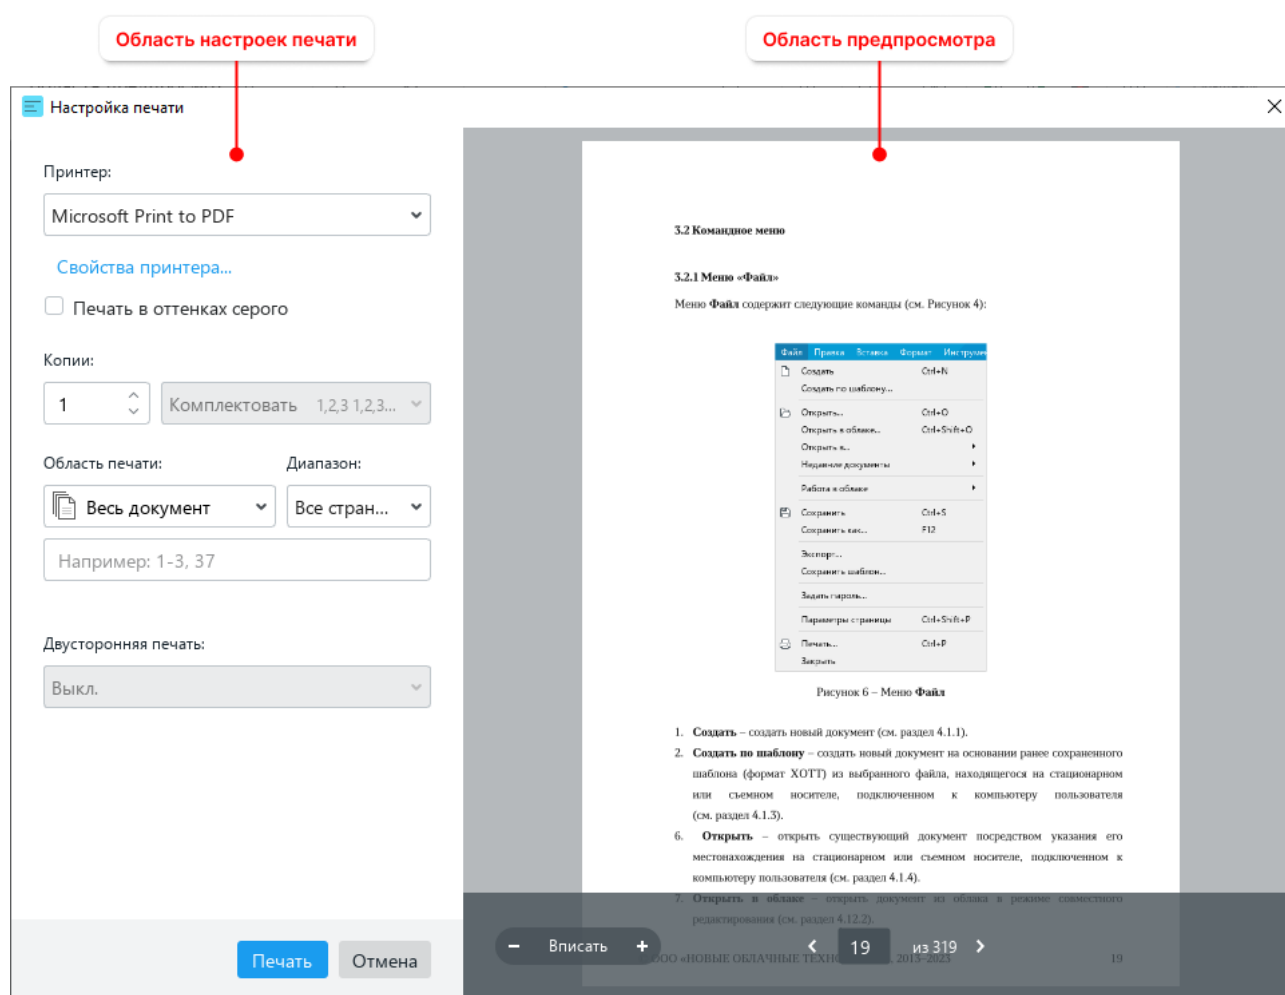 Область настроек печати
Область предпросмотра
Настройка печати
Принтер:
Microsoft Print to PDF
Свойства принтера...
Печать в оттенках серого
Копии:
1
Комплектовать 1,2,3 1,2,3...
Область печати:
Диапазон:
Весь документ
Все стран...
Например: 1-3, 37
Двусторонняя печать:
Выкл.
Печать
Отмена
3.2 Командное меню
3.2.1 Меню «Файл»
Меню Файл содержит следующие команды (см. Рисунок 4):
Файл Правка Вставка Формат Инструмен
Создать Ctrl+N
Создать по шаблону...
Открыть... Ctrl+O
Открыть в облаке... Ctrl+Shift+O
Открыть в...
Недавние документы
Работа в облаке
Сохранить Ctrl+S
Сохранить как... F12
Экспорт...
Сохранить шаблон...
Задать пароль...
Параметры страницы Ctrl+Shift+P
Печать... Ctrl+P
Закрыть
Рисунок 6 – Меню Файл
1. Создать – создать новый документ (см. раздел 4.1.1).
2. Создать по шаблону – создать новый документ на основании ранее сохраненного
шаблона (формат XOTT) из выбранного файла, находящегося на стационарном
или съемном носителе, подключенном к компьютеру пользователя
(см. раздел 4.1.3).
6. Открыть – открыть существующий документ посредством указания его
местонахождения на стационарном или съемном носителе, подключенном к
компьютеру пользователя (см. раздел 4.1.4).
7. Открыть в облаке – открыть документ из облака в режиме совместного
редактирования (см. раздел 4.12.2).
− Вписать +
19 из 319
ООО «НОВЫЕ ОБЛАЧНЫЕ 2013–2023 19